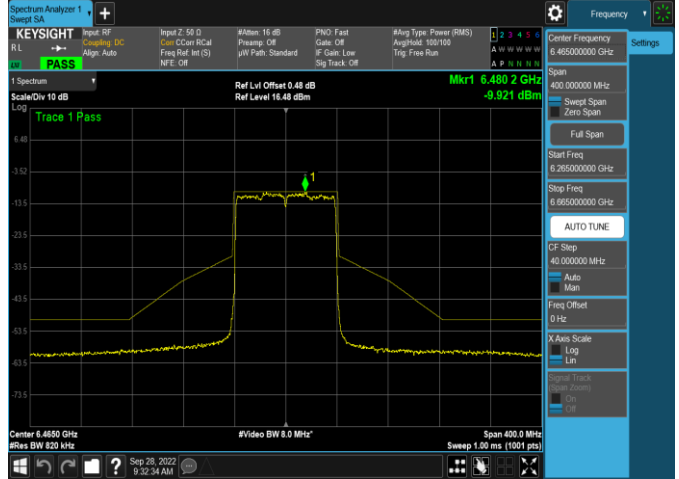 Spectrum Analyzer 1
Swept SA
+
Frequency
KEYSIGHT
RL
LV
PASS
Input: RF
Coupling: DC
Align: Auto
Input Z: 50 Ω
Corr CCorr RCal
Freq Ref: Int (S)
NFE: Off
#Atten: 16 dB
Preamp: Off
µW Path: Standard
PNO: Fast
Gate: Off
IF Gain: Low
Sig Track: Off
#Avg Type: Power (RMS)
Avg|Hold: 100/100
Trig: Free Run
1 2 3 4 5 6
A W W W W W
A P N N N N
1 Spectrum
Scale/Div 10 dB
Log
Ref Lvl Offset 0.48 dB
Ref Level 16.48 dBm
Mkr1 6.480 2 GHz
-9.921 dBm
Trace 1 Pass
1
6.48
-3.52
-13.5
-23.5
-33.5
-43.5
-53.5
-63.5
-73.5
Center 6.4650 GHz
#Res BW 820 kHz
#Video BW 8.0 MHz*
Span 400.0 MHz
Sweep 1.00 ms (1001 pts)
Sep 28, 2022
9:32:34 AM
Center Frequency
6.465000000 GHz
Span
400.000000 MHz
Swept Span
Zero Span
Full Span
Start Freq
6.265000000 GHz
Stop Freq
6.665000000 GHz
AUTO TUNE
CF Step
40.000000 MHz
Auto
Man
Freq Offset
0 Hz
X Axis Scale
Log
Lin
Signal Track
(Span Zoom)
On
Off
Settings